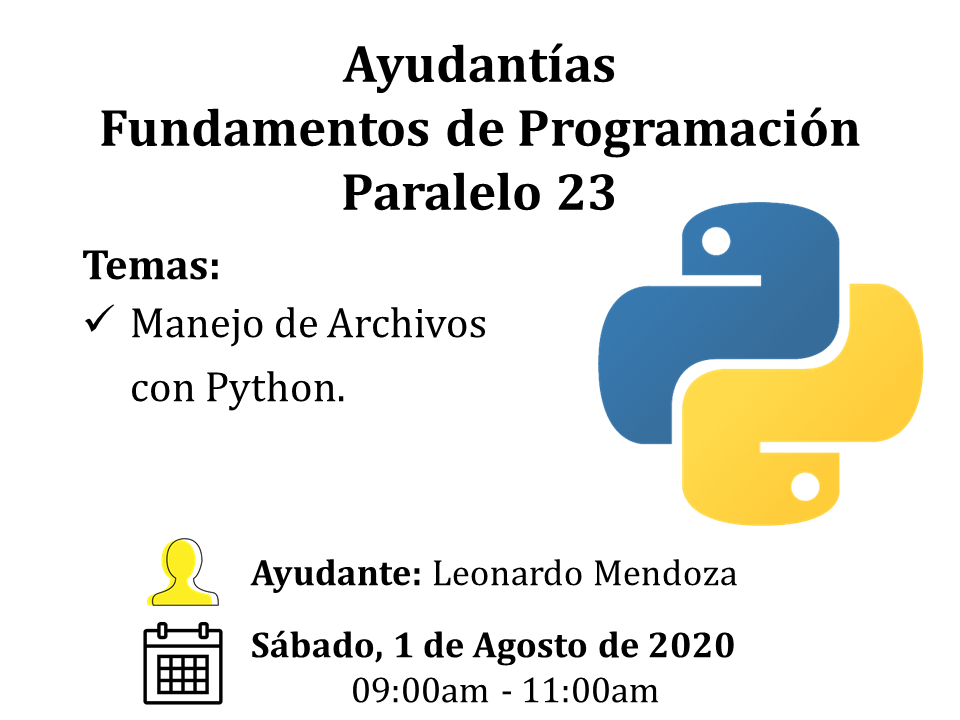 Ayudantías
Fundamentos de Programación
Paralelo 23
Temas:
✓ Manejo de Archivos
con Python.
Ayudante: Leonardo Mendoza
Sábado, 1 de Agosto de 2020
09:00am - 11:00am